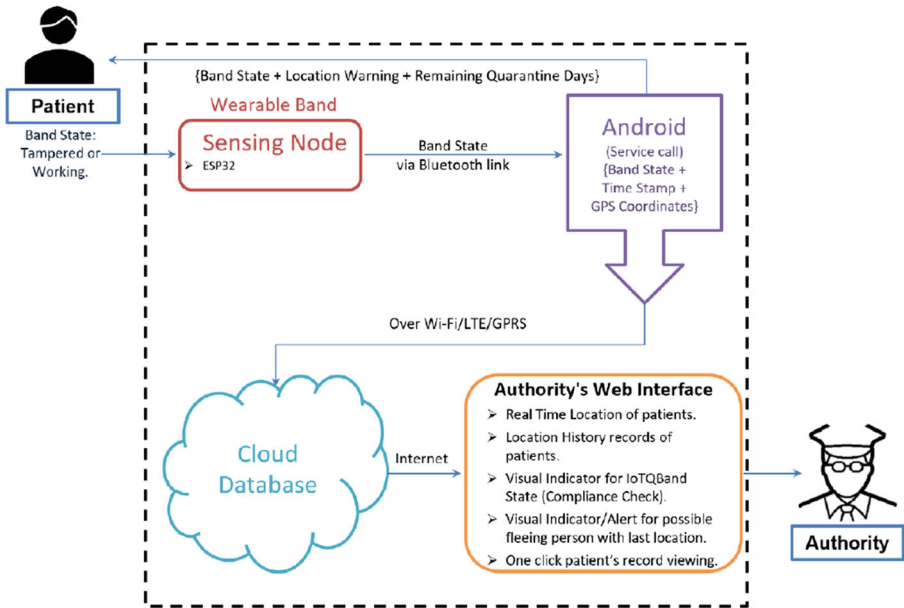 {Band State + Location Warning + Remaining Quarantine Days}
Patient
Band State:
Tampered or
Working.
Wearable Band
Sensing Node
➢ ESP32
Band State
via Bluetooth link
Android
(Service call)
{Band State +
Time Stamp +
GPS Coordinates}
Over Wi-Fi/LTE/GPRS
Cloud
Database
Internet
Authority's Web Interface
➢ Real Time Location of patients.
➢ Location History records of
patients.
➢ Visual Indicator for IoTQBand
State (Compliance Check).
➢ Visual Indicator/Alert for possible
fleeing person with last location.
➢ One click patient's record viewing.
Authority